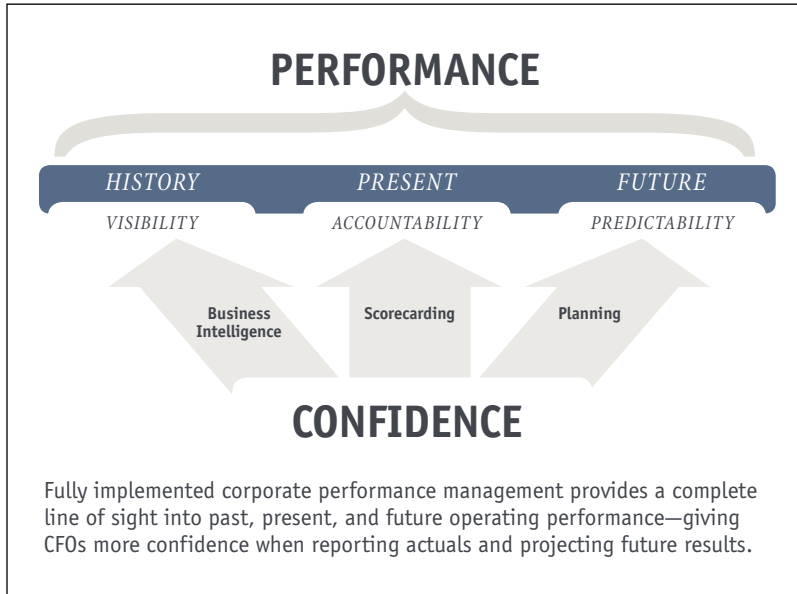 PERFORMANCE
HISTORY PRESENT FUTURE
VISIBILITY ACCOUNTABILITY PREDICTABILITY
Business
Intelligence
Scorecarding
Planning
CONFIDENCE
Fully implemented corporate performance management provides a complete
line of sight into past, present, and future operating performance—giving
CFOs more confidence when reporting actuals and projecting future results.